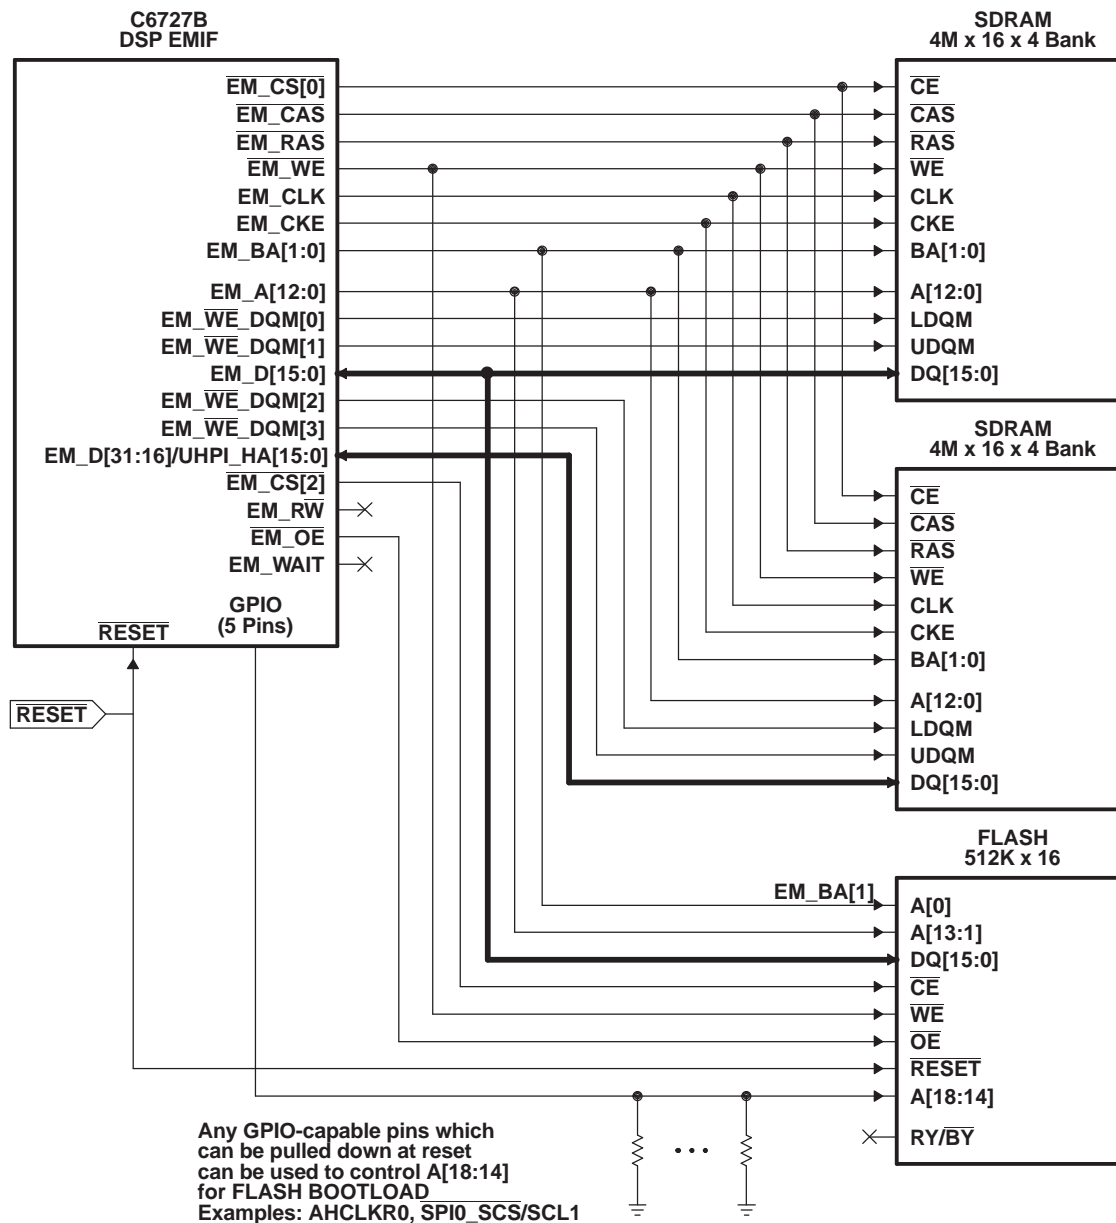 C6727B
DSP EMIF
EM_CS[0]
EM_CAS
EM_RAS
EM_WE
EM_CLK
EM_CKE
EM_BA[1:0]
EM_A[12:0]
EM_WE_DQM[0]
EM_WE_DQM[1]
EM_D[15:0]
EM_WE_DQM[2]
EM_WE_DQM[3]
EM_D[31:16]/UHPI_HA[15:0]
EM_CS[2]
EM_RW
EM_OE
EM_WAIT
GPIO
(5 Pins)
RESET
RESET
SDRAM
4M x 16 x 4 Bank
CE
CAS
RAS
WE
CLK
CKE
BA[1:0]
A[12:0]
LDQM
UDQM
DQ[15:0]
SDRAM
4M x 16 x 4 Bank
CE
CAS
RAS
WE
CLK
CKE
BA[1:0]
A[12:0]
LDQM
UDQM
DQ[15:0]
FLASH
512K x 16
EM_BA[1]
A[0]
A[13:1]
DQ[15:0]
CE
WE
OE
RESET
A[18:14]
RY/BY
Any GPIO-capable pins which
can be pulled down at reset
can be used to control A[18:14]
for FLASH BOOTLOAD
Examples: AHCLKR0, SPI0_SCS/SCL1